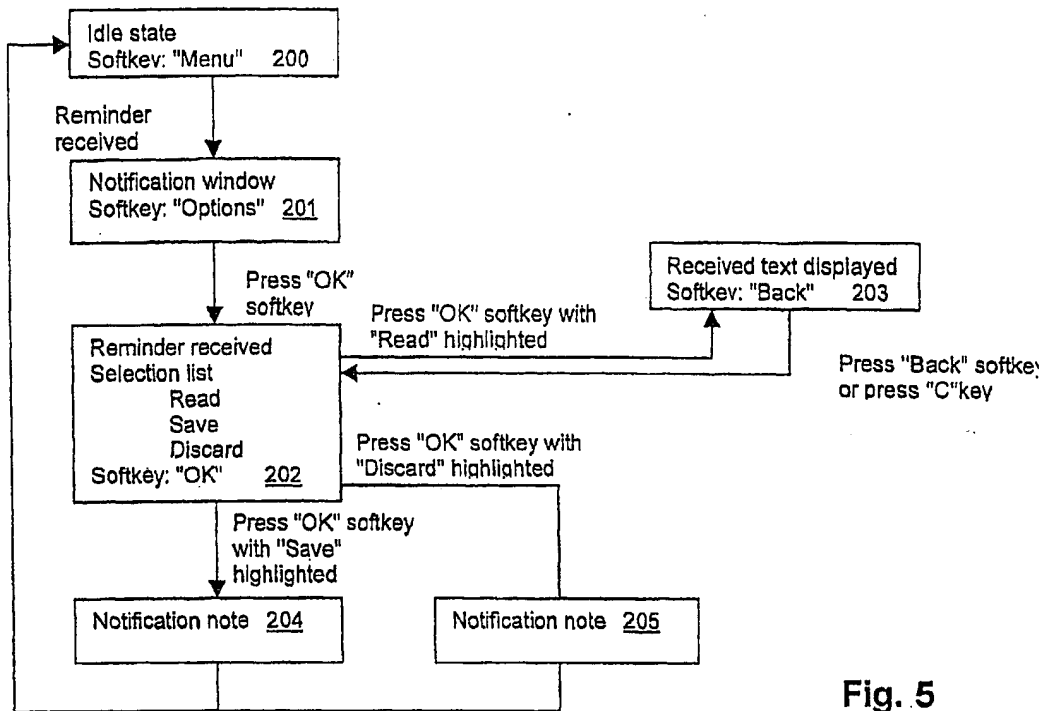 Idle state
Softkey: "Menu" 200
Reminder
received
Notification window
Softkey: "Options" 201
Press "OK"
softkey
Received text displayed
Softkey: "Back" 203
Press "OK" softkey with
"Read" highlighted
Reminder received
Selection list
Read
Save
Discard
Softkey: "OK" 202
Press "Back" softkey
or press "C"key
Press "OK" softkey with
"Discard" highlighted
Press "OK" softkey
with "Save"
highlighted
Notification note 204
Notification note 205
Fig. 5